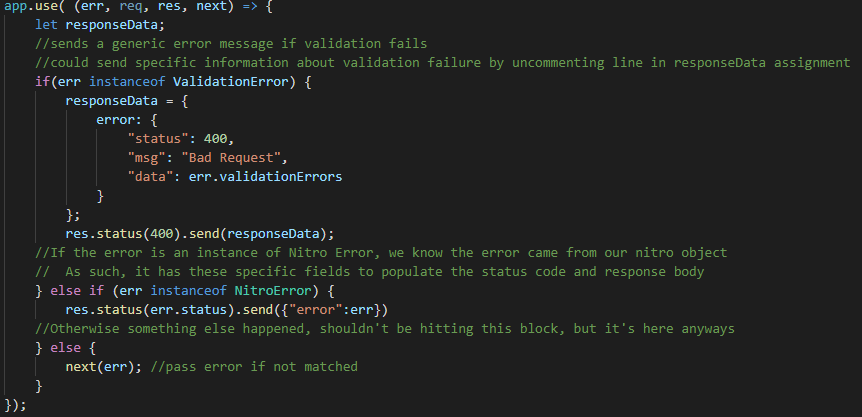 app.use( (err, req, res, next) => {
    let responseData;
    //sends a generic error message if validation fails
    //could send specific information about validation failure by uncommenting line in responseData assignment
    if(err instanceof ValidationError) {
        responseData = {
            error: {
                "status": 400,
                "msg": "Bad Request",
                "data": err.validationErrors
            }
        };
        res.status(400).send(responseData);
    //If the error is an instance of Nitro Error, we know the error came from our nitro object
    //  As such, it has these specific fields to populate the status code and response body
    } else if (err instanceof NitroError) {
        res.status(err.status).send({"error":err})
    //Otherwise something else happened, shouldn't be hitting this block, but it's here anyways
    } else {
        next(err); //pass error if not matched
    }
});